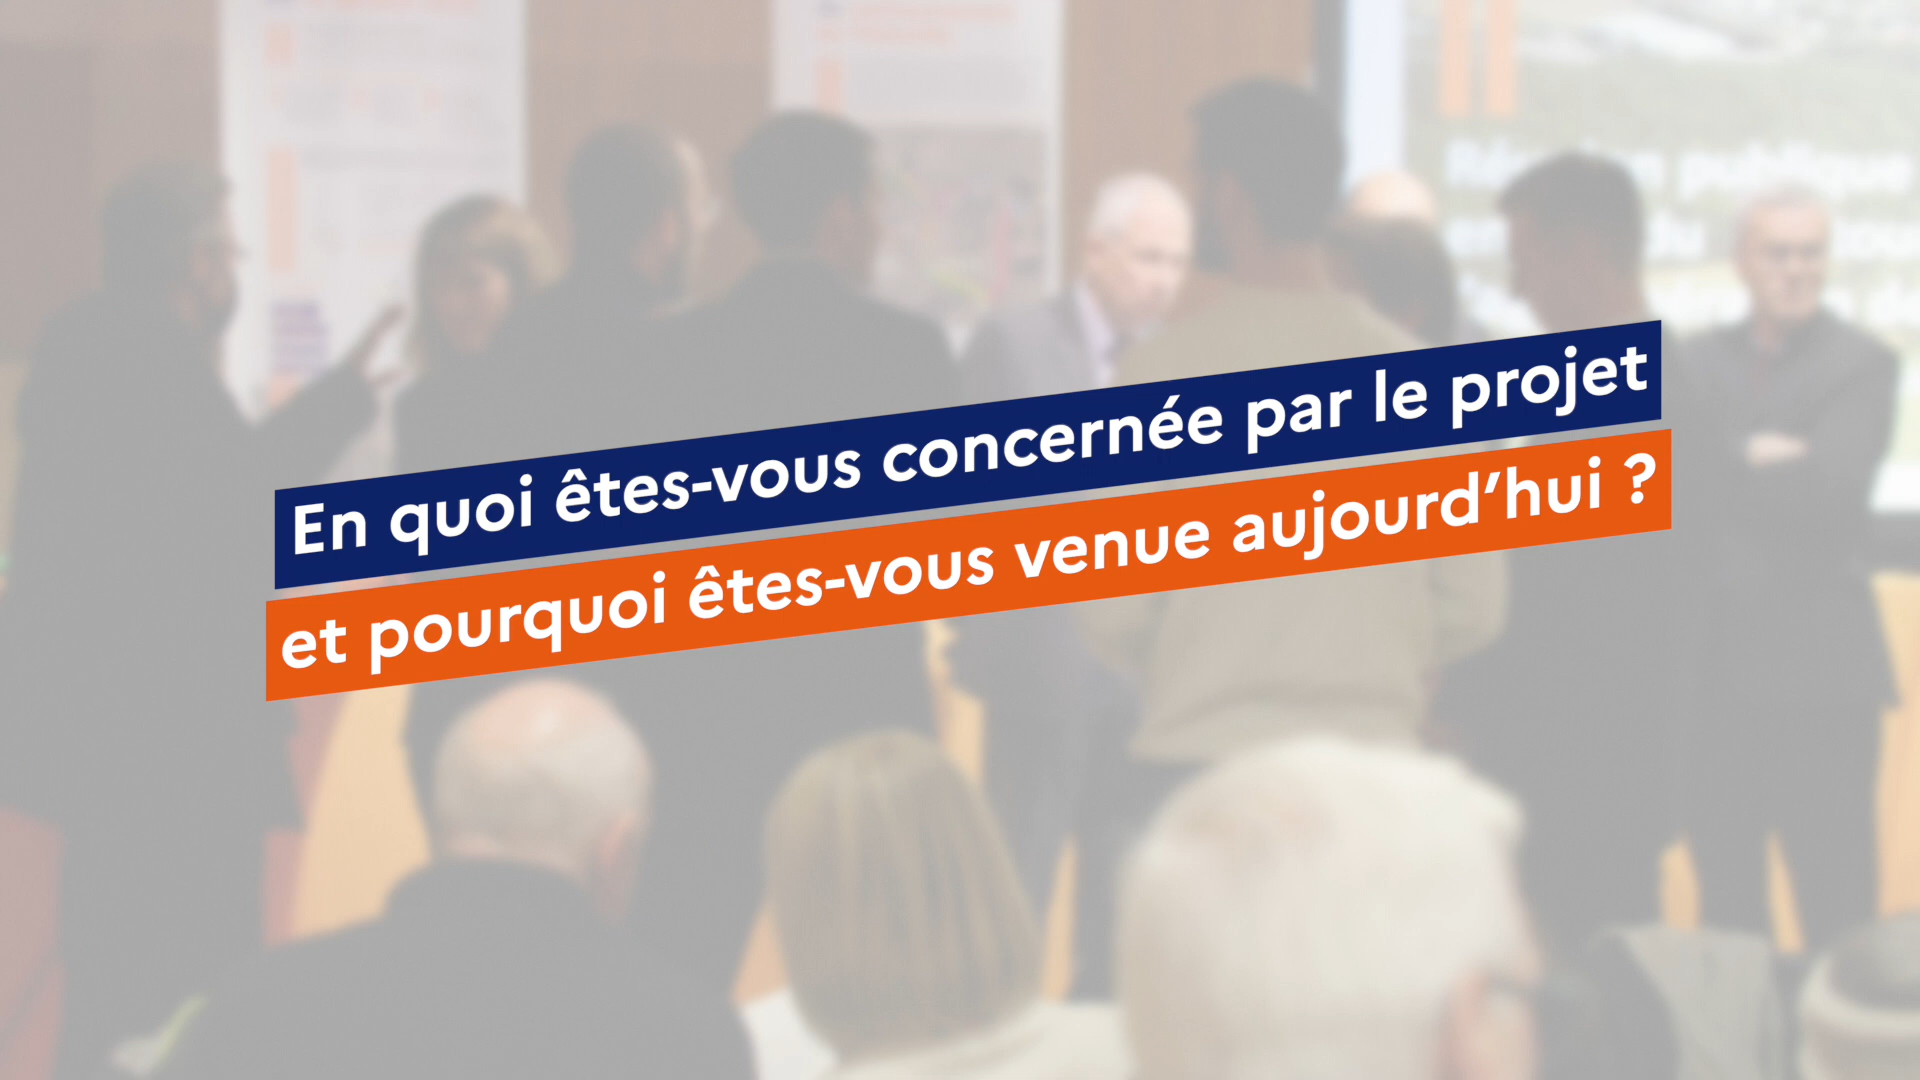 En quoi êtes-vous concernée par le projet
et pourquoi êtes-vous venue aujourd’hui ?